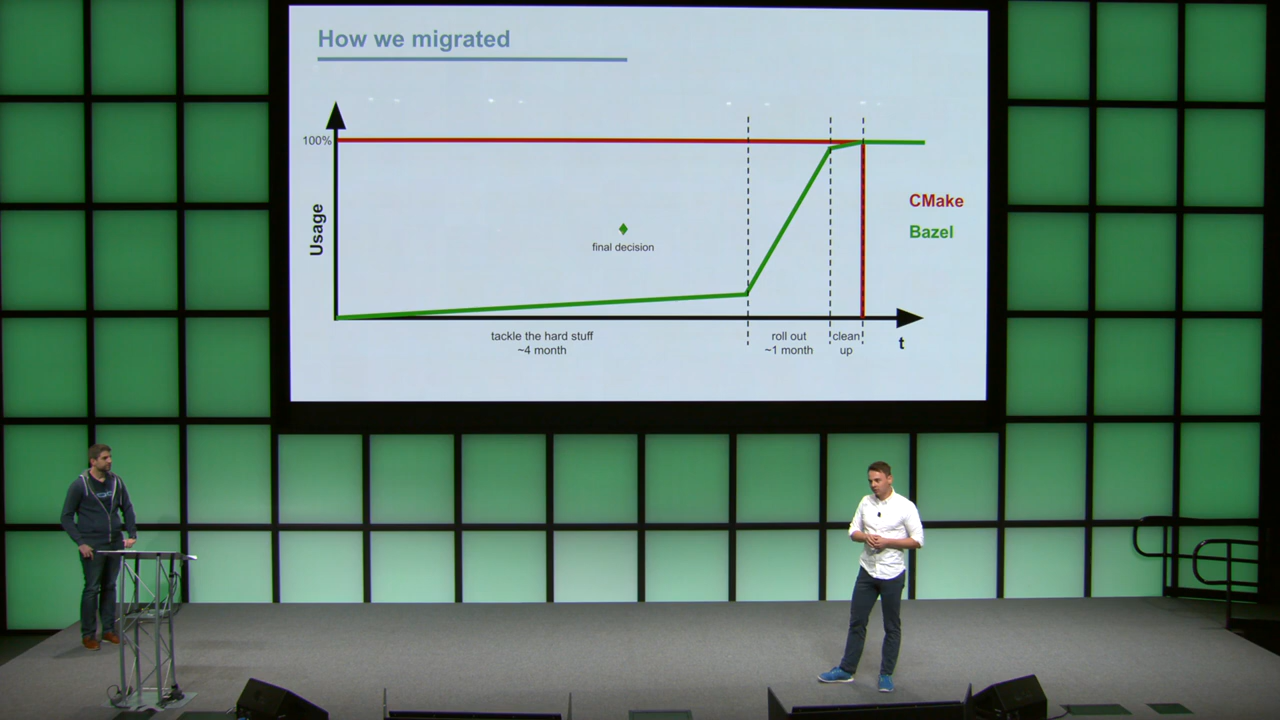 How we migrated
100%
Usage
CMake
Bazel
final decision
tackle the hard stuff
~4 month
roll out
~1 month
clean
up
t